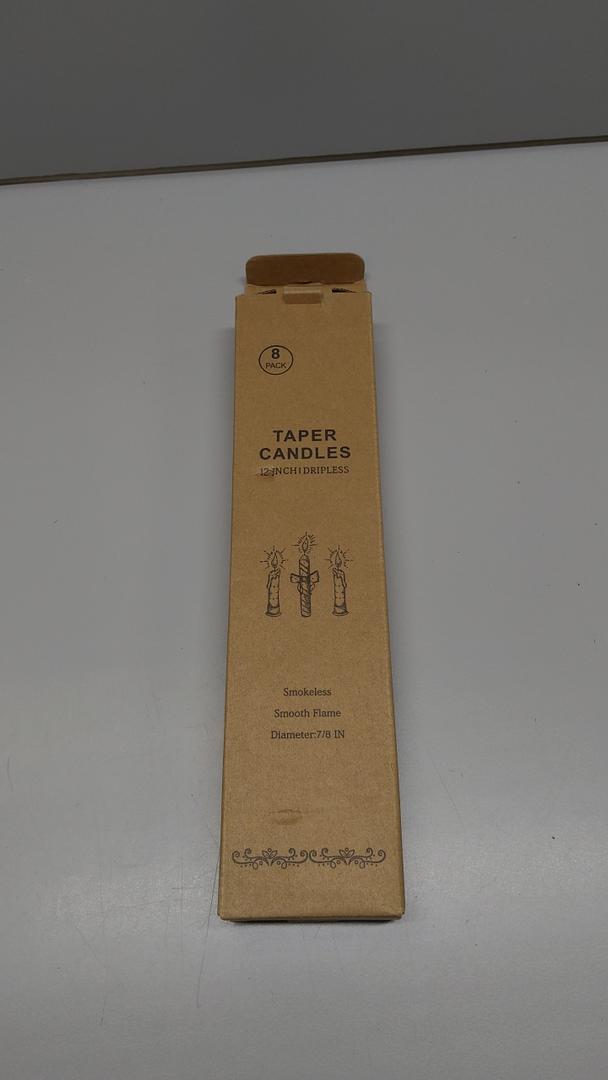 8
PACK
TAPER
CANDLES
12 INCH | DRIPLESS
Smokeless
Smooth Flame
Diameter:7/8 IN